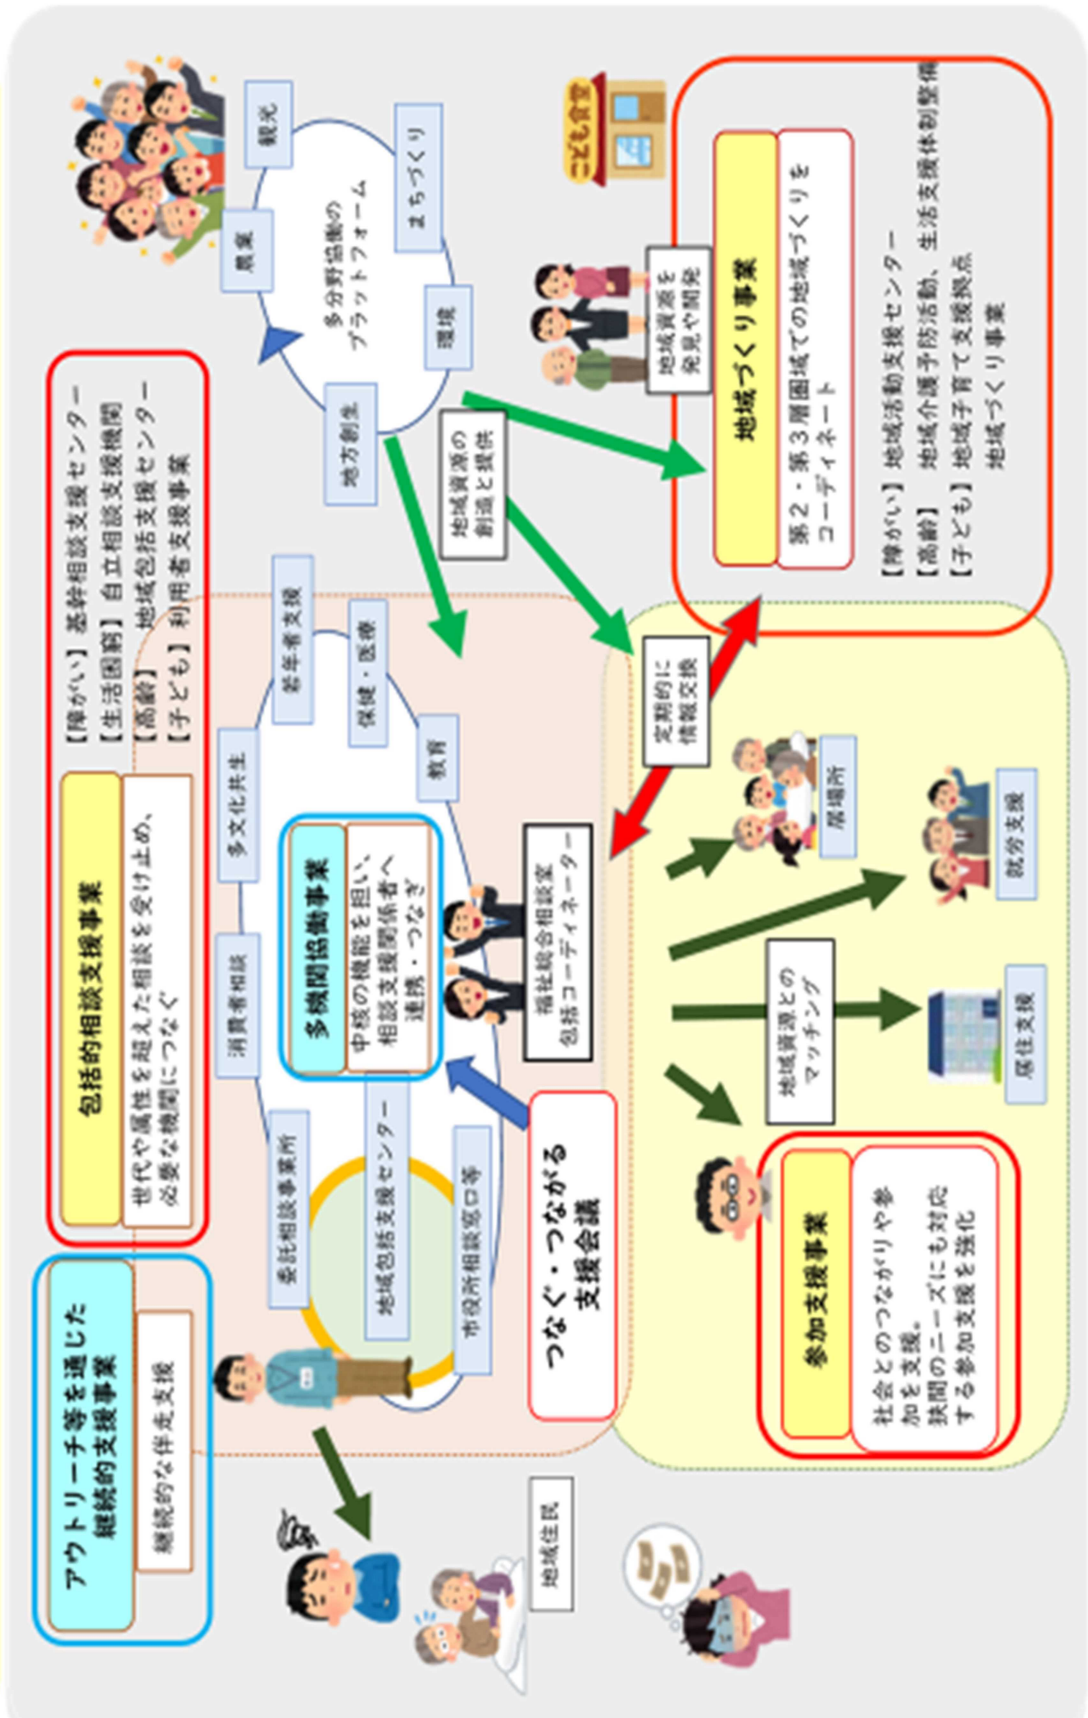 アウトリーチ等を通じた
継続的支援事業
継続的な伴走支援
包括的相談支援事業
世代や属性を超えた相談を受け止め、
必要な機関につなぐ
【障がい】基幹相談支援センター
【生活困窮】自立相談支援機関
【高齢】 地域包括支援センター
【子ども】利用者支援事業
委託相談事業所
消費者相談
多文化共生
若年者支援
保健・医療
教育
地域包括支援センター
市役所相談窓口等
多機関協働事業
中核の機能を担い、
相談支援関係者へ
連携・つなぎ
福祉総合相談室
包括コーディネーター
つなぐ・つながる
支援会議
農業
観光
まちづくり
環境
地方創生
多分野協働の
プラットフォーム
地域資源の
創造と提供
こども食堂
地域資源を
発見や開発
地域づくり事業
第2・第3層圏域での地域づくりを
コーディネート
【障がい】地域活動支援センター
【高齢】 地域介護予防活動、生活支援体制整備
【子ども】地域子育て支援拠点
地域づくり事業
定期的に
情報交換
居場所
就労支援
居住支援
地域資源との
マッチング
参加支援事業
社会とのつながりや参
加を支援。
狭間のニーズにも対応
する参加支援を強化
地域住民